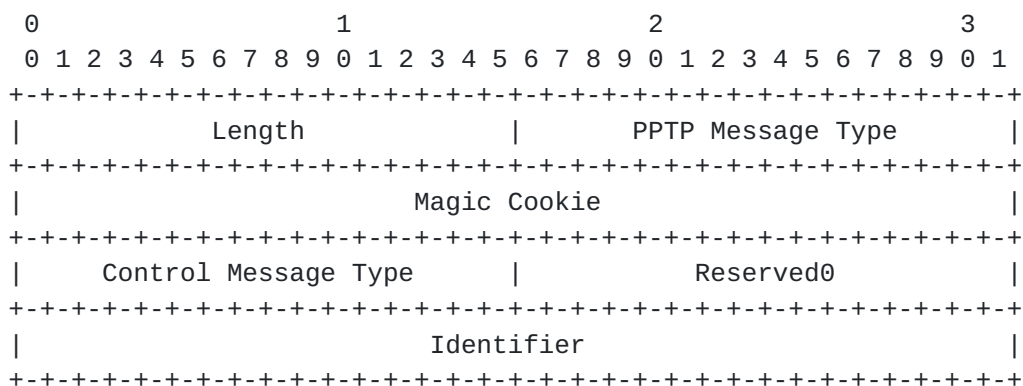 0                   1                   2                   3
 0 1 2 3 4 5 6 7 8 9 0 1 2 3 4 5 6 7 8 9 0 1 2 3 4 5 6 7 8 9 0 1
+-+-+-+-+-+-+-+-+-+-+-+-+-+-+-+-+-+-+-+-+-+-+-+-+-+-+-+-+-+-+-+-+
|            Length             |       PPTP Message Type       |
+-+-+-+-+-+-+-+-+-+-+-+-+-+-+-+-+-+-+-+-+-+-+-+-+-+-+-+-+-+-+-+-+
|                         Magic Cookie                          |
+-+-+-+-+-+-+-+-+-+-+-+-+-+-+-+-+-+-+-+-+-+-+-+-+-+-+-+-+-+-+-+-+
|     Control Message Type      |           Reserved0           |
+-+-+-+-+-+-+-+-+-+-+-+-+-+-+-+-+-+-+-+-+-+-+-+-+-+-+-+-+-+-+-+-+
|                          Identifier                           |
+-+-+-+-+-+-+-+-+-+-+-+-+-+-+-+-+-+-+-+-+-+-+-+-+-+-+-+-+-+-+-+-+